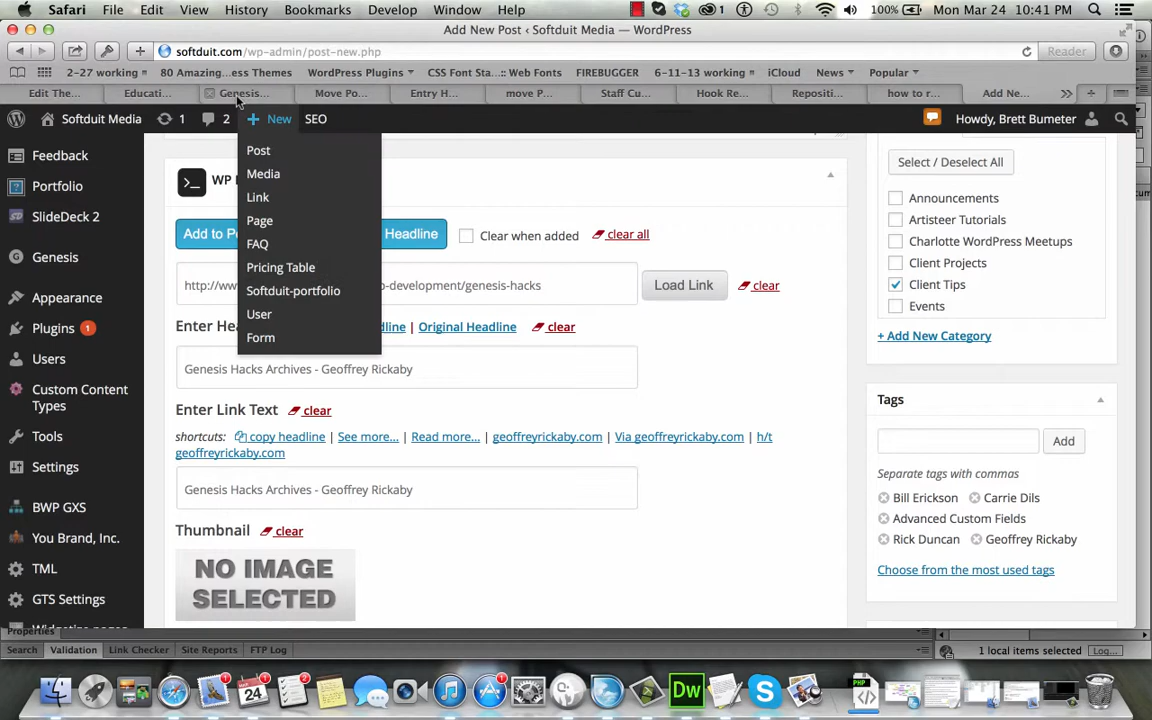 Safari File Edit View History Bookmarks Develop Window Help 1 100% Mon Mar 24 10:41 PM
Add New Post ‹ Softduit Media — WordPress
softduit.com/wp-admin/post-new.php Reader
2-27 working 80 Amazing...ess Themes WordPress Plugins CSS Font Sta...:: Web Fonts FIREBUGGER 6-11-13 working iCloud News Popular
Edit The... Educati... Genesis... Move Po... Entry H... move P... Staff Cu... Hook Re... Repositi... how to r... Add Ne...
Softduit Media 1 2 + New SEO Howdy, Brett Bumeter
Post
Media
Link
Page
FAQ
Pricing Table
Softduit-portfolio
User
Form
Feedback
Portfolio
SlideDeck 2
Genesis
Appearance
Plugins 1
Users
Custom Content
Types
Tools
Settings
BWP GXS
You Brand, Inc.
TML
GTS Settings
WP
Add to Headline Clear when added clear all
http://ww -development/genesis-hacks Load Link clear
Enter Original Headline clear
Genesis Hacks Archives - Geoffrey Rickaby
Enter Link Text clear
shortcuts: copy headline | See more... | Read more... | geoffreyrickaby.com | Via geoffreyrickaby.com | h/t
geoffreyrickaby.com
Genesis Hacks Archives - Geoffrey Rickaby
Thumbnail clear
NO IMAGE
SELECTED
Select / Deselect All
Announcements
Artisteer Tutorials
Charlotte WordPress Meetups
Client Projects
Client Tips
Events
+ Add New Category
Tags
Add
Separate tags with commas
Bill Erickson Carrie Dils
Advanced Custom Fields
Rick Duncan Geoffrey Rickaby
Choose from the most used tags
Properties
Search Validation Link Checker Site Reports FTP Log 1 local items selected Log...
24
Dw
PHP